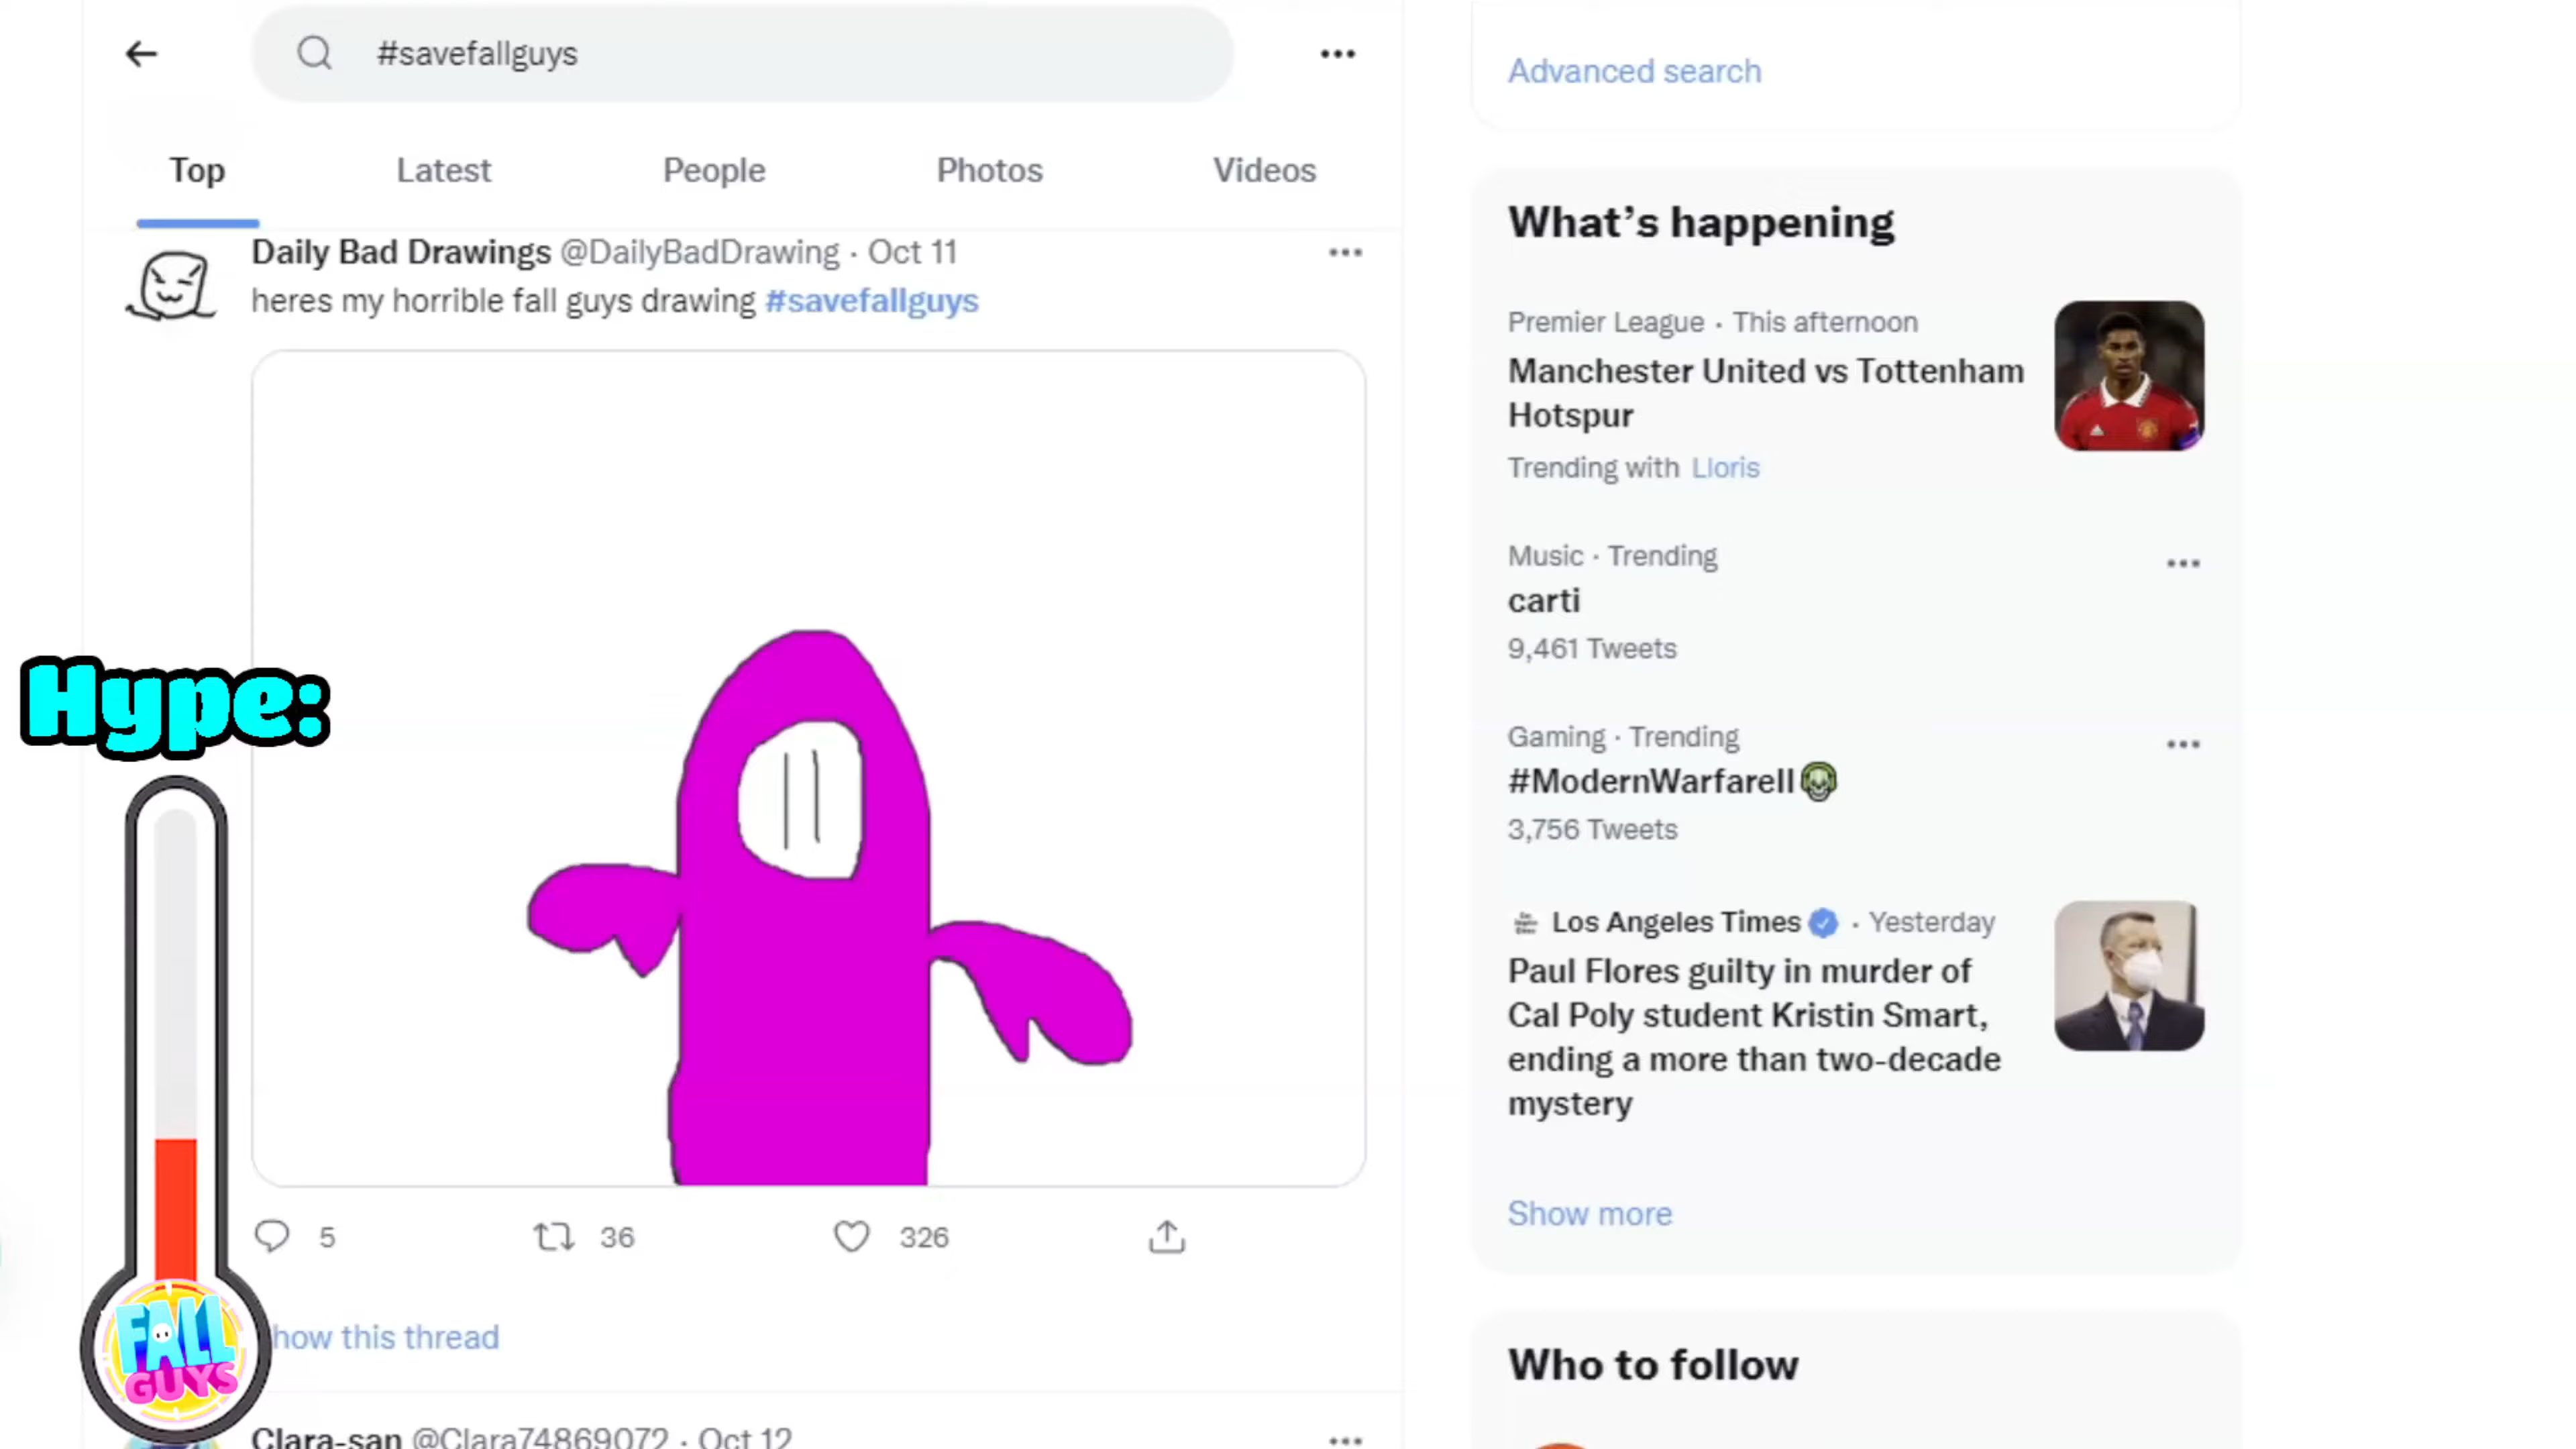 #savefallguys
Top
Latest
People
Photos
Videos
Daily Bad Drawings @DailyBadDrawing · Oct 11
heres my horrible fall guys drawing #savefallguys
Hype:
FALL
GUYS
5
36
326
how this thread
Clara-san @Clara74869072 · Oct 12
Advanced search
What's happening
Premier League · This afternoon
Manchester United vs Tottenham
Hotspur
Trending with Lloris
Music · Trending
carti
9,461 Tweets
Gaming · Trending
#ModernWarfareII
3,756 Tweets
Los Angeles Times · Yesterday
Paul Flores guilty in murder of
Cal Poly student Kristin Smart,
ending a more than two-decade
mystery
Show more
Who to follow